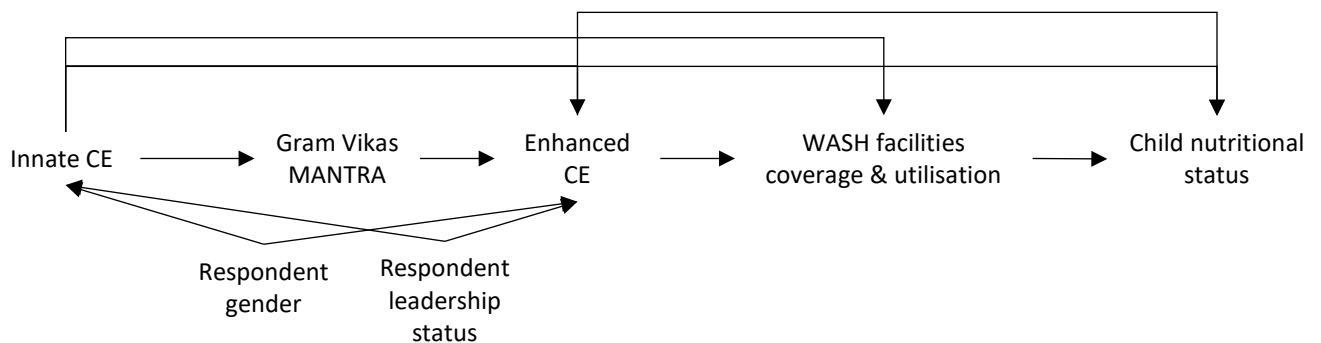 Innate CE
Gram Vikas
MANTRA
Enhanced
CE
WASH facilities
coverage & utilisation
Child nutritional
status
Respondent
gender
Respondent
leadership
status